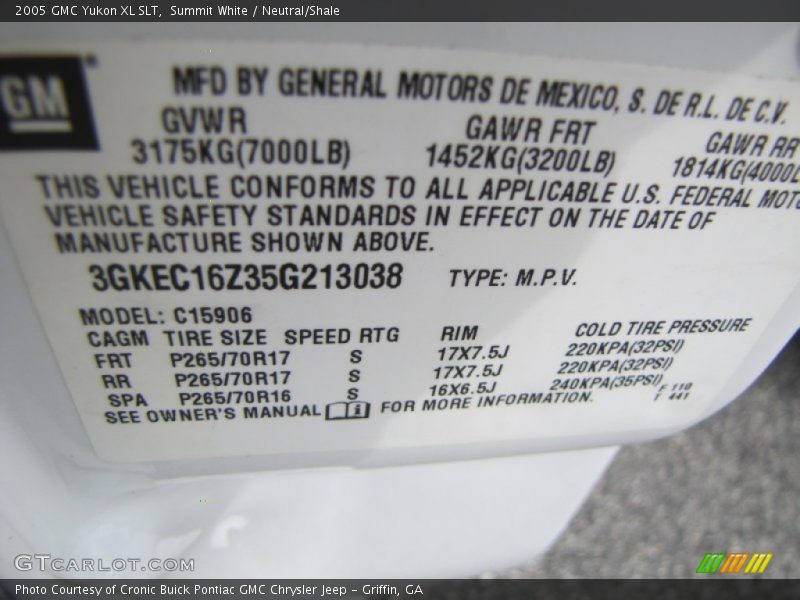 2005 GMC Yukon XL SLT, Summit White / Neutral/Shale
GM
MFD BY GENERAL MOTORS DE MEXICO, S. DE R.L. DE C.V.
GVWR GAWR FRT GAWR RR
3175KG(7000LB) 1452KG(3200LB) 1814KG(4000L
THIS VEHICLE CONFORMS TO ALL APPLICABLE U.S. FEDERAL MOTO
VEHICLE SAFETY STANDARDS IN EFFECT ON THE DATE OF
MANUFACTURE SHOWN ABOVE.
3GKEC16Z35G213038 TYPE: M.P.V.
MODEL: C15906
CAGM TIRE SIZE SPEED RTG RIM COLD TIRE PRESSURE
FRT P265/70R17 S 17X7.5J 220KPA(32PSI)
RR P265/70R17 S 17X7.5J 220KPA(32PSI)
SPA P265/70R16 S 16X6.5J 240KPA(35PSI)
F 110
F 441
SEE OWNER'S MANUAL FOR MORE INFORMATION.
GTCARLOT.COM
Photo Courtesy of Cronic Buick Pontiac GMC Chrysler Jeep - Griffin, GA